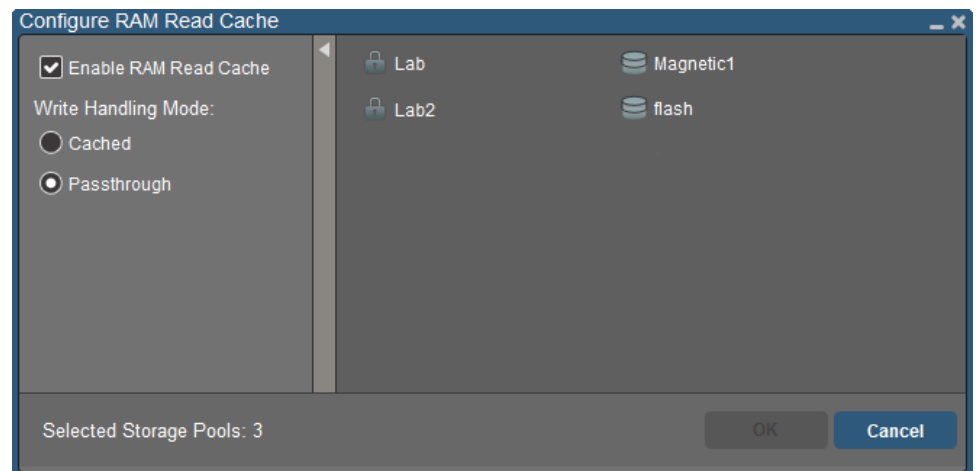 Configure RAM Read Cache
Enable RAM Read Cache
Write Handling Mode:
Cached
Passthrough
Lab Magnetic1
Lab2 flash
Selected Storage Pools: 3
OK Cancel